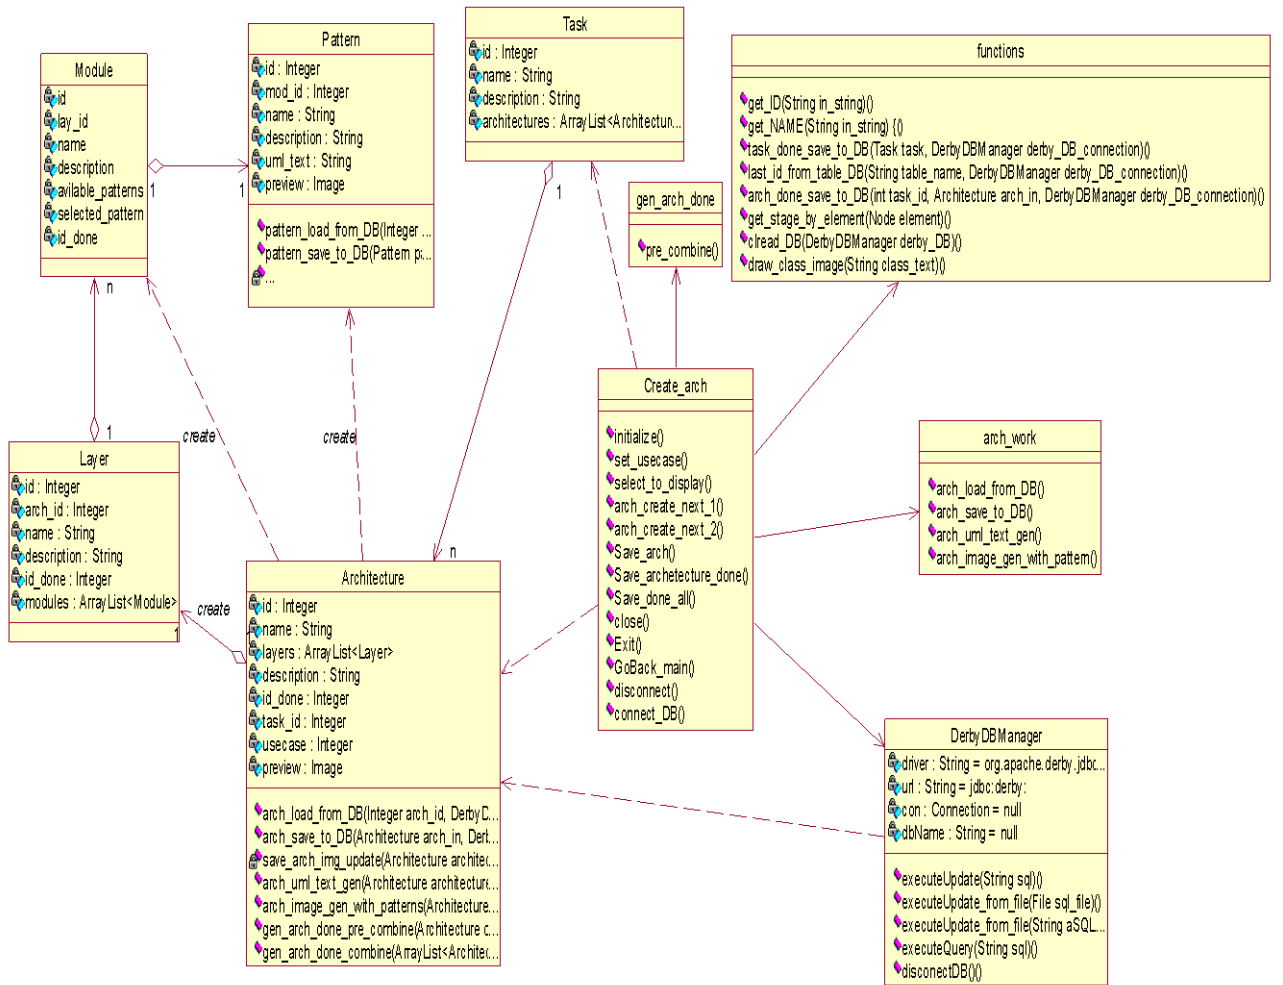 Module
id
lay_id
name
description
avilable_patterns
selected_pattern
id_done
1
1
n
1
Pattern
id : Integer
mod_id : Integer
name : String
description : String
uml_text : String
preview : Image
pattern_load_from_DB(Integer ...
pattern_save_to_DB(Pattern pa...
...
Task
id : Integer
name : String
description : String
architectures : ArrayList<Architectur...
1
n
gen_arch_done
pre_combine()
functions
get_ID(String in_string)()
get_NAME(String in_string) {()
task_done_save_to_DB(Task task, DerbyDBManager derby_DB_connection)()
last_id_from_table_DB(String table_name, DerbyDBManager derby_DB_connection)()
arch_done_save_to_DB(int task_id, Architecture arch_in, DerbyDBManager derby_DB_connection)()
get_stage_by_element(Node element)()
clread_DB(DerbyDBManager derby_DB)()
draw_class_image(String class_text)()
create
create
create
Layer
id : Integer
arch_id : Integer
name : String
description : String
id_done : Integer
modules : ArrayList<Module>
1
Create_arch
initialize()
set_usecase()
select_to_display()
arch_create_next_1()
arch_create_next_2()
Save_arch()
Save_archetecture_done()
Save_done_all()
close()
Exit()
GoBack_main()
disconnect()
connect_DB()
arch_work
arch_load_from_DB()
arch_save_to_DB()
arch_uml_text_gen()
arch_image_gen_with_pattern()
Architecture
id : Integer
name : String
layers : ArrayList<Layer>
description : String
id_done : Integer
task_id : Integer
usecase : Integer
preview : Image
arch_load_from_DB(Integer arch_id, DerbyD...
arch_save_to_DB(Architecture arch_in, Derb...
save_arch_img_update(Architecture architec...
arch_uml_text_gen(Architecture architecture...
arch_image_gen_with_patterns(Architecture...
gen_arch_done_pre_combine(Architecture c...
gen_arch_done_combine(ArrayList<Architec...
DerbyDBManager
driver : String = org.apache.derby.jdbc...
url : String = jdbc:derby:
con : Connection = null
dbName : String = null
executeUpdate(String sql)()
executeUpdate_from_file(File sql_file)()
executeUpdate_from_file(String aSQL...
executeQuery(String sql)()
disconectDB()()